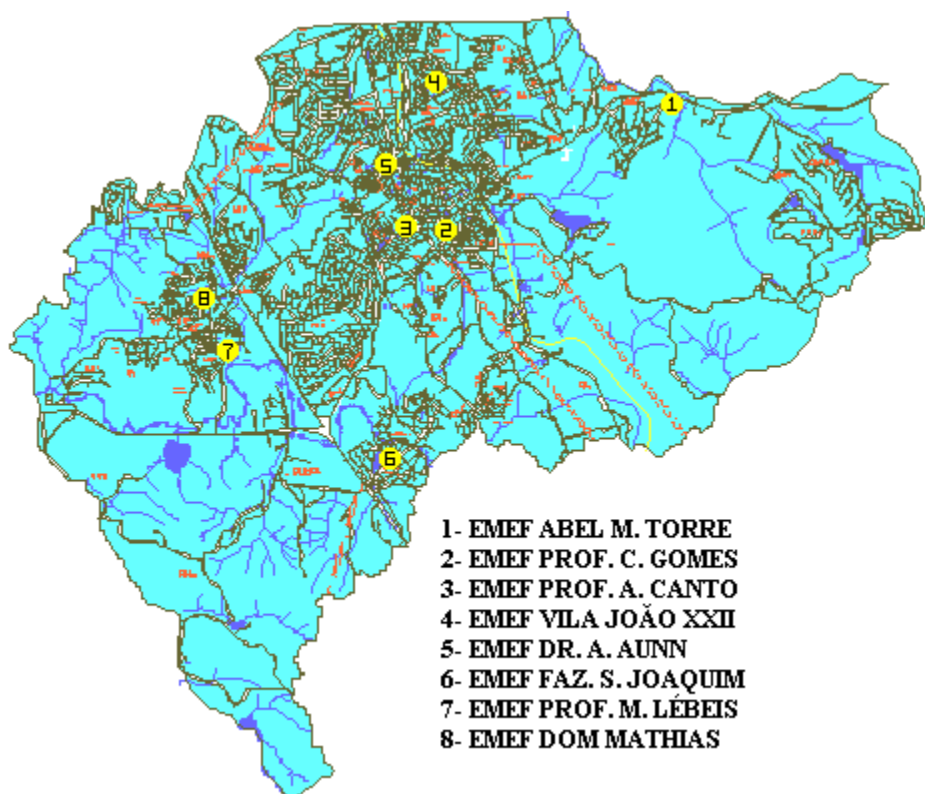 4
1
5
3
2
8
7
6
1- EMEF ABEL M. TORRE
2- EMEF PROF. C. GOMES
3- EMEF PROF. A. CANTO
4- EMEF VILA JOÃO XXII
5- EMEF DR. A. AUNN
6- EMEF FAZ. S. JOAQUIM
7- EMEF PROF. M. LÉBEIS
8- EMEF DOM MATHIAS